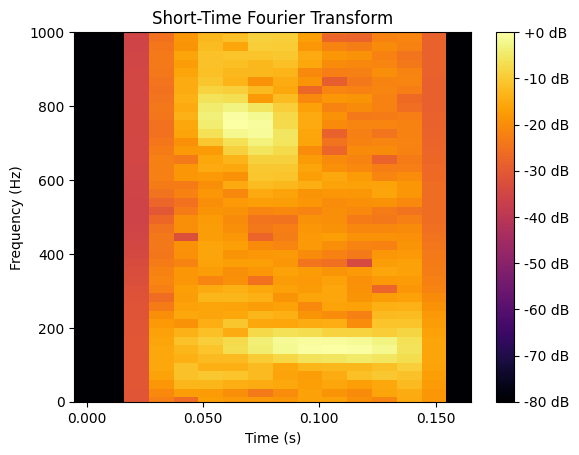 Short-Time Fourier Transform
1000
800
600
400
200
0
Frequency (Hz)
0.000
0.050
0.100
0.150
Time (s)
+0 dB
-10 dB
-20 dB
-30 dB
-40 dB
-50 dB
-60 dB
-70 dB
-80 dB